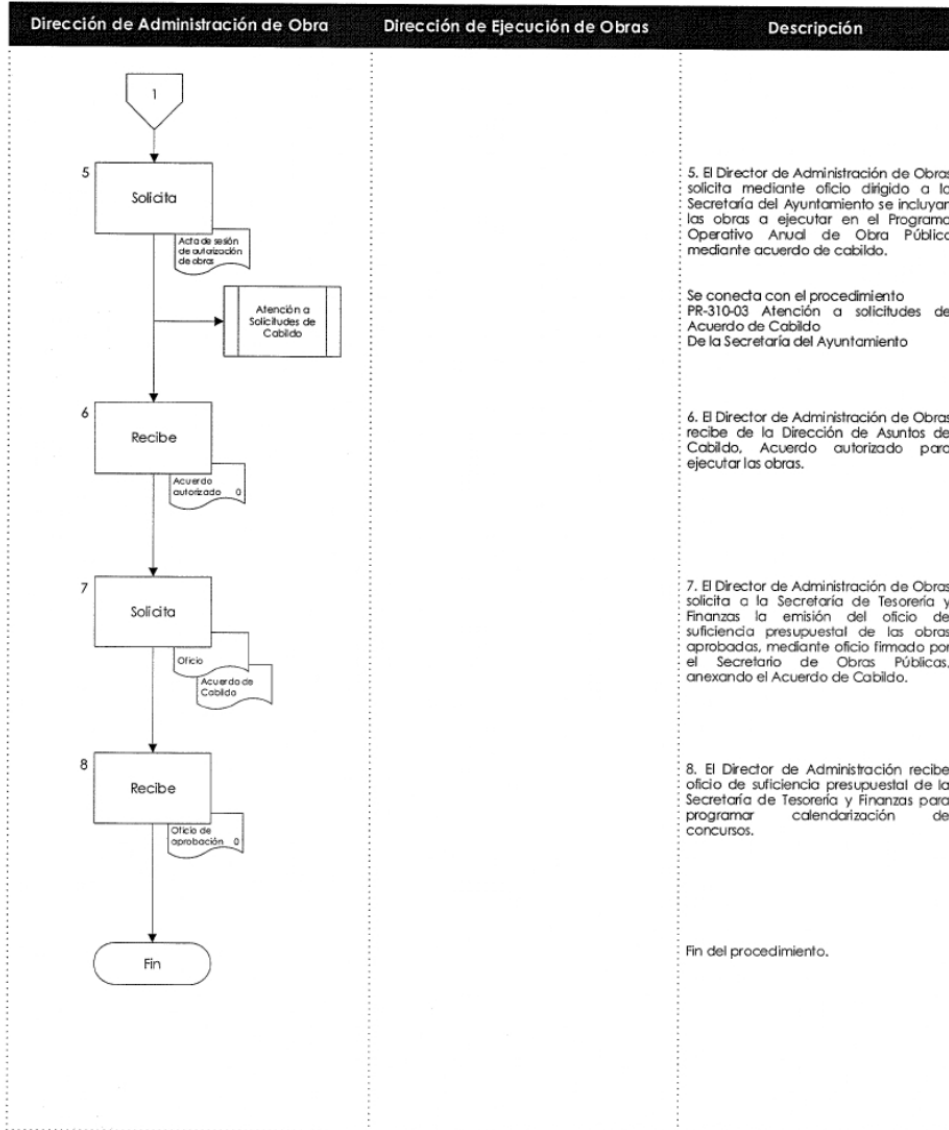 Dirección de Administración de Obra
Dirección de Ejecución de Obras
Descripción
1
5
Solicita
Acta de sesión
de autorización
de obras
5. El Director de Administración de Obras
solicita mediante oficio dirigido a la
Secretaría del Ayuntamiento se incluyan
las obras a ejecutar en el Programa
Operativo Anual de Obra Pública
mediante acuerdo de cabildo.
Atención a
Solicitudes de
Cabildo
Se conecta con el procedimiento
PR-310-03 Atención a solicitudes de
Acuerdo de Cabildo
De la Secretaría del Ayuntamiento
6
Recibe
Acuerdo
autorizado 0
6. El Director de Administración de Obras
recibe de la Dirección de Asuntos de
Cabildo, Acuerdo autorizado para
ejecutar las obras.
7
Solicita
Oficio
Acuerdo de
Cabildo
7. El Director de Administración de Obras
solicita a la Secretaría de Tesorería y
Finanzas la emisión del oficio de
suficiencia presupuestal de las obras
aprobadas, mediante oficio firmado por
el Secretario de Obras Públicas,
anexando el Acuerdo de Cabildo.
8
Recibe
Oficio de
aprobación 0
8. El Director de Administración recibe
oficio de suficiencia presupuestal de la
Secretaría de Tesorería y Finanzas para
programar calendarización de
concursos.
Fin
Fin del procedimiento.